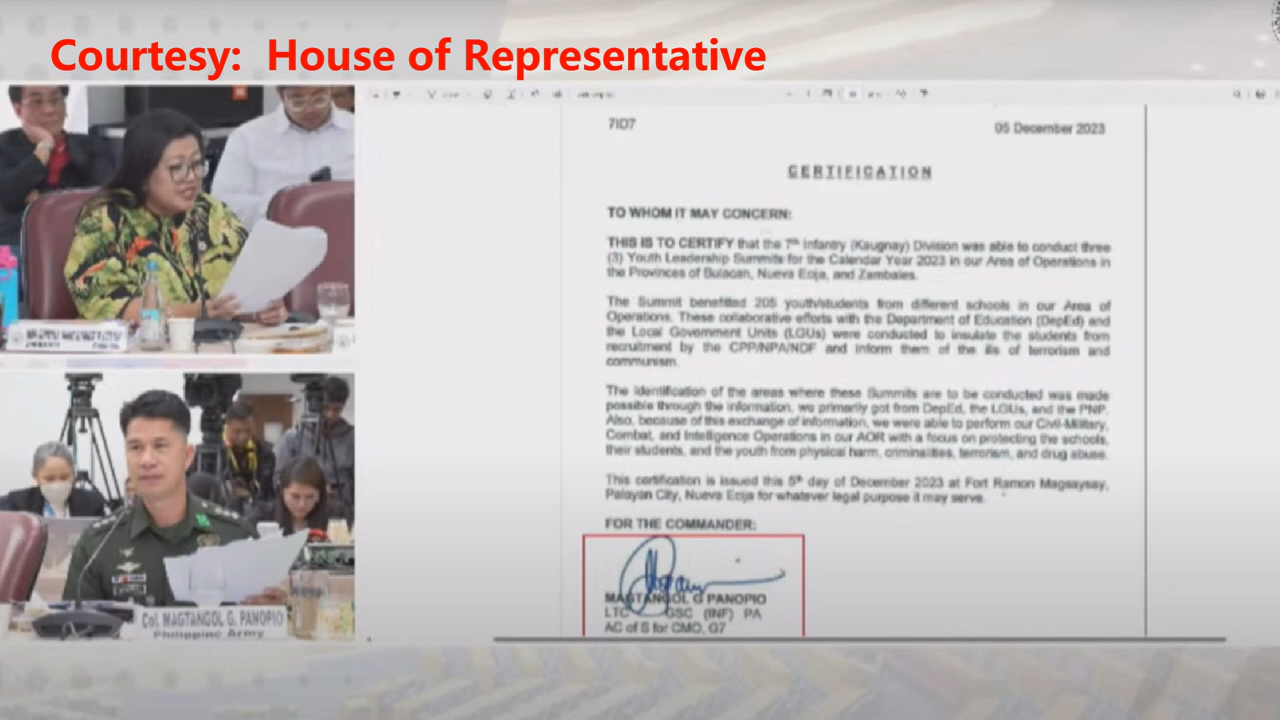 Courtesy: House of Representative
7ID7
05 December 2023
CERTIFICATION
TO WHOM IT MAY CONCERN:
THIS IS TO CERTIFY that the 7th Infantry (Kaugnay) Division was able to conduct three
(3) Youth Leadership Summits for the Calendar Year 2023 in our Area of Operations in
the Provinces of Bulacan, Nueva Ecija, and Zambales.
The Summit benefitted 205 youth/students from different schools in our Area of
Operations. These collaborative efforts with the Department of Education (DepEd) and
the Local Government Units (LGUs) were conducted to insulate the students from
recruitment by the CPP/NPA/NDF and inform them of the ills of terrorism and
communism.
The identification of the areas where these Summits are to be conducted was made
possible through the information, we primarily got from DepEd, the LGUs, and the PNP.
Also, because of this exchange of information, we were able to perform our Civil-Military,
Combat, and Intelligence Operations in our AOR with a focus on protecting the schools,
their students, and the youth from physical harm, criminalities, terrorism, and drug abuse.
This certification is issued this 5th day of December 2023 at Fort Ramon Magsaysay,
Palayan City, Nueva Ecija for whatever legal purpose it may serve.
FOR THE COMMANDER:
MAGTANGOL G PANOPIO
LTC GSC (INF) PA
AC of S for CMO, G7
Col. MAGTANGOL G. PANOPIO
Philippine Army